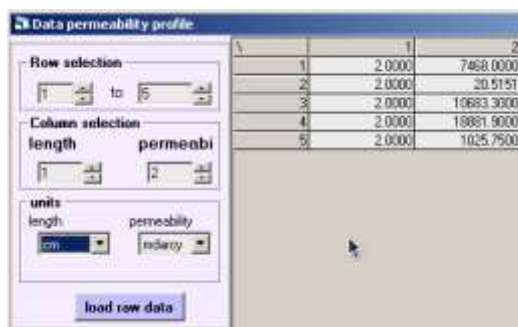 Data permeability profile
Row selection
1 to 5
Column selection
length permeabi
1 2
units
length permeability
cm mdarcy
load raw data
\ 1 2
1 2.0000 7468.0000
2 2.0000 20.5151
3 2.0000 10683.3000
4 2.0000 18881.9000
5 2.0000 1025.7500